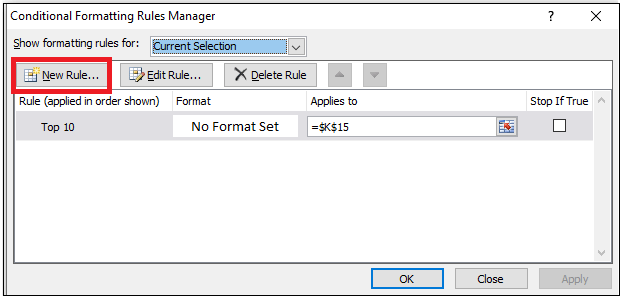 Conditional Formatting Rules Manager
Show formatting rules for: Current Selection
New Rule... Edit Rule... Delete Rule
Rule (applied in order shown) Format Applies to Stop If True
Top 10 No Format Set =$K$15
OK Close Apply